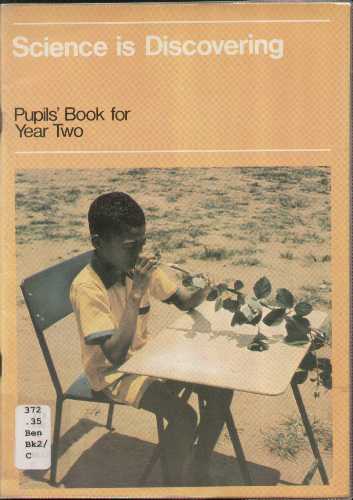 Science is Discovering
Pupils' Book for
Year Two
372
.35
Ben
Bk2/
C